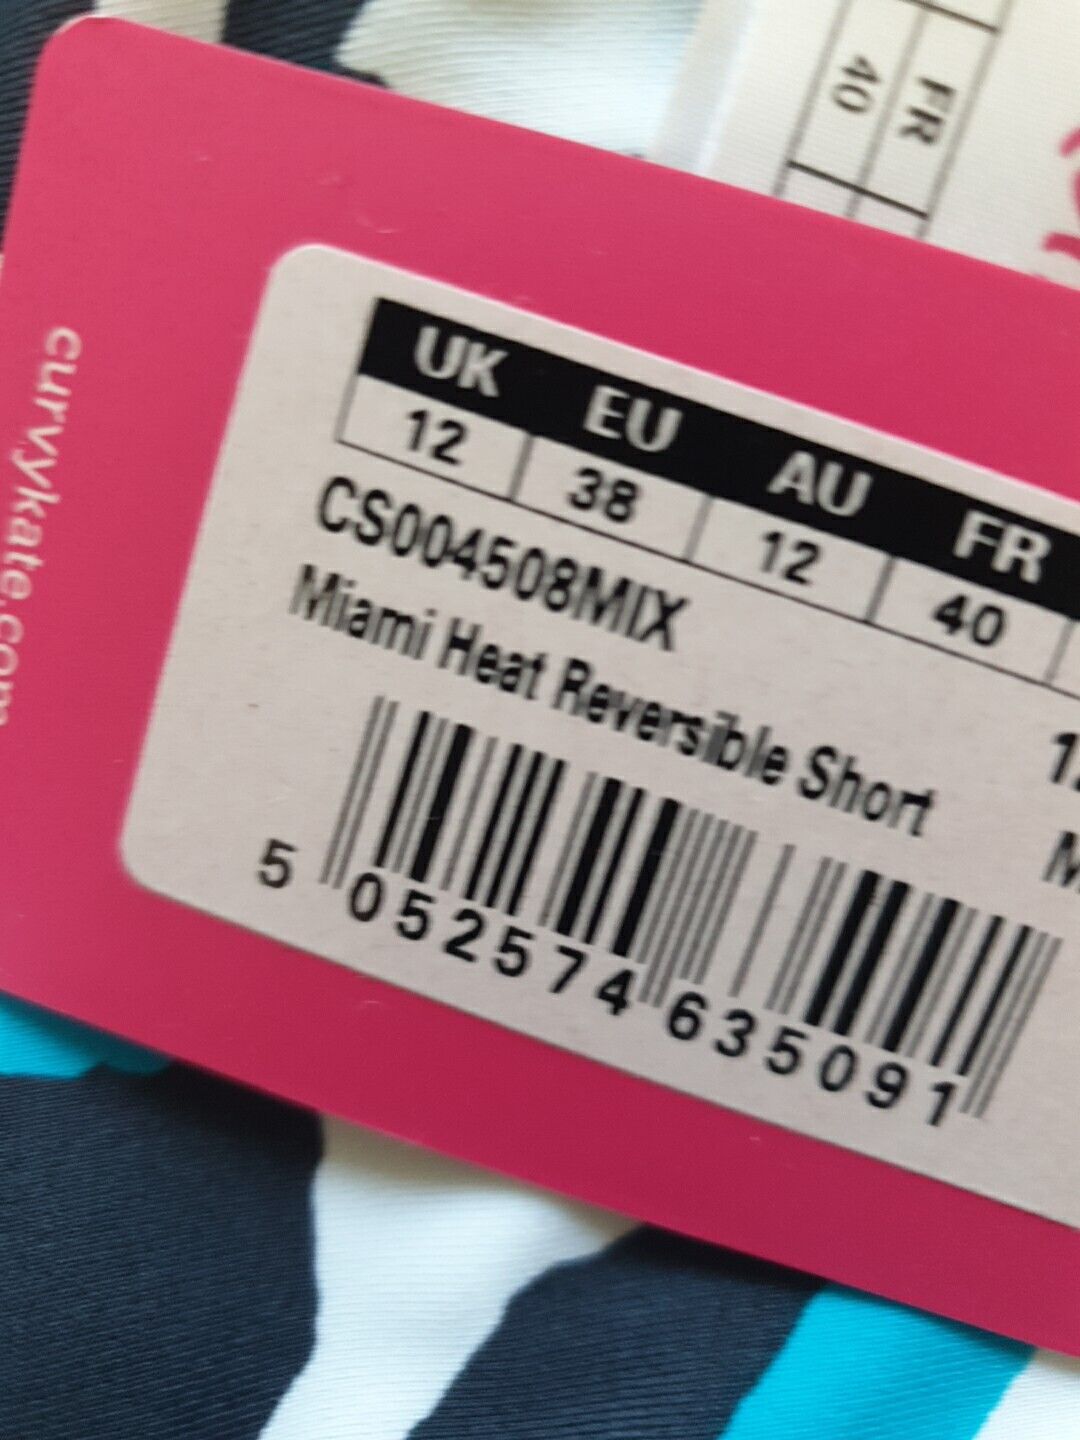 FR
40
curvykate.com
UK EU AU FR
12 38 12 40
CS004508MIX
Miami Heat Reversible Short
5 052574 635091